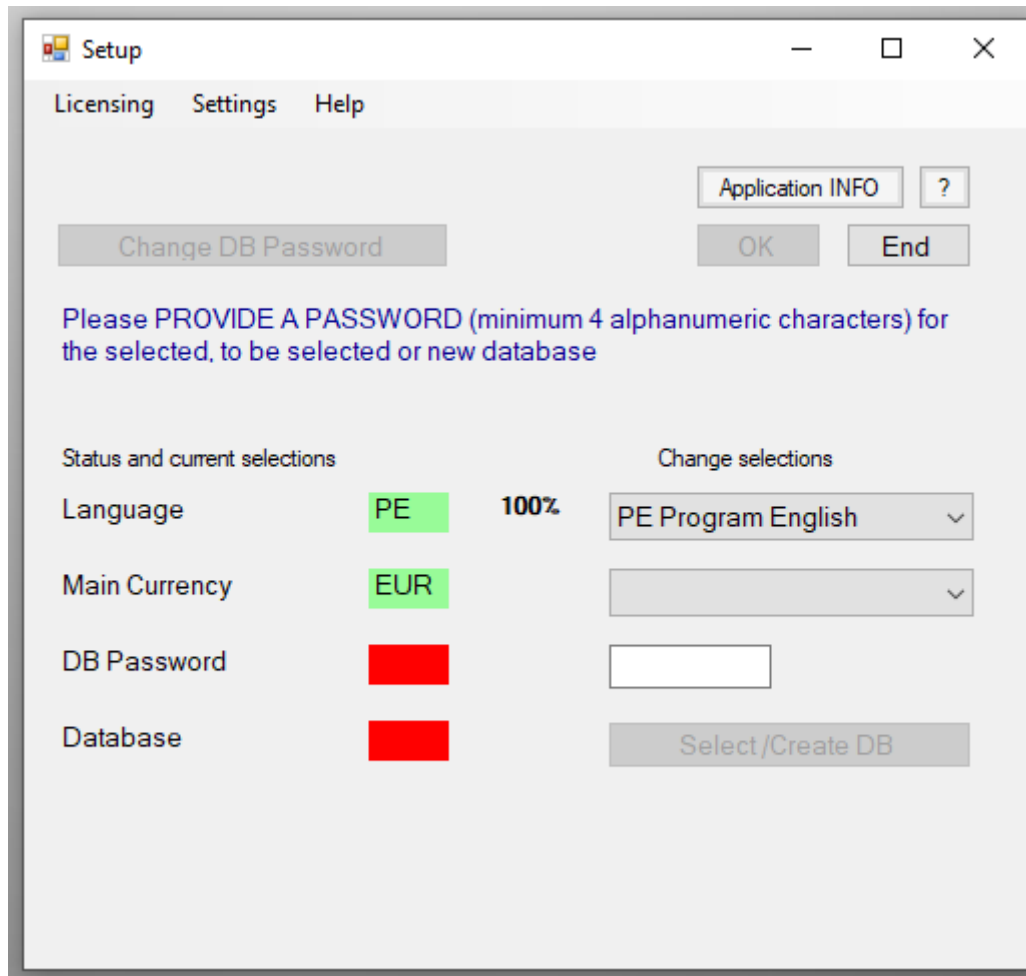 Setup
Licensing Settings Help
Application INFO ?
Change DB Password OK End
Please PROVIDE A PASSWORD (minimum 4 alphanumeric characters) for
the selected, to be selected or new database
Status and current selections Change selections
Language PE 100% PE Program English
Main Currency EUR
DB Password
Database Select /Create DB